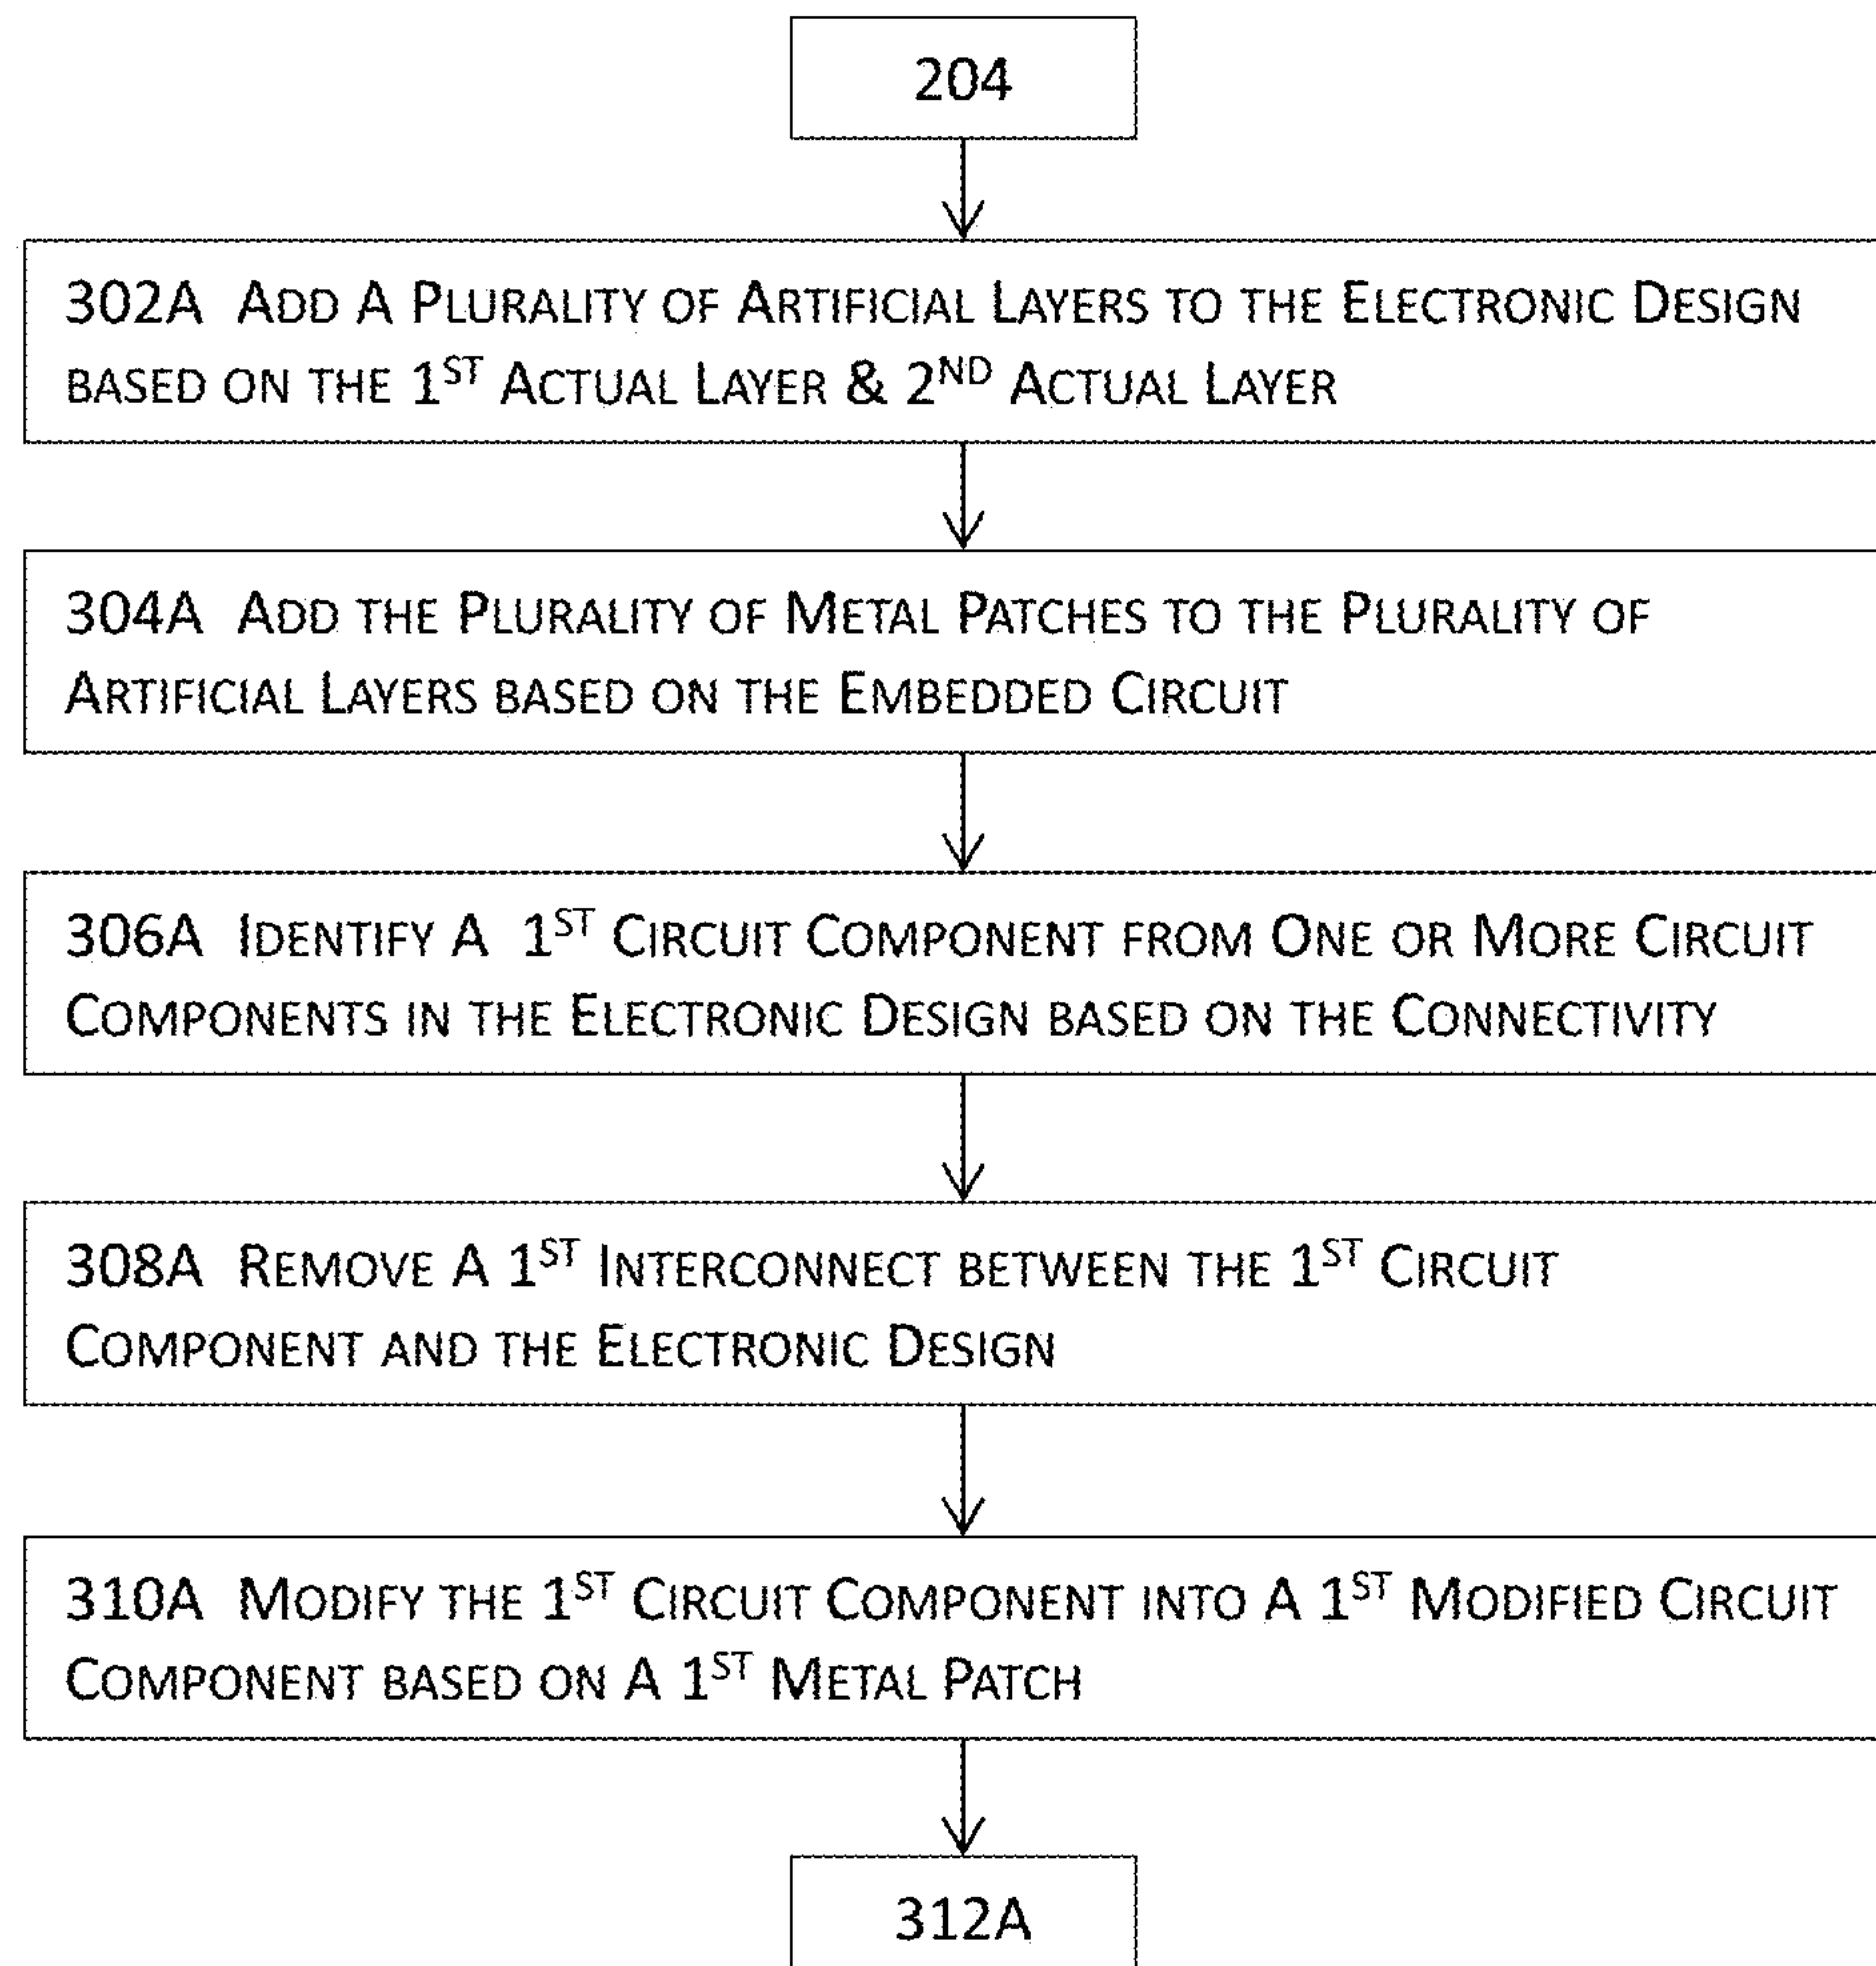 204
302A ADD A PLURALITY OF ARTIFICIAL LAYERS TO THE ELECTRONIC DESIGN
BASED ON THE 1ST ACTUAL LAYER & 2ND ACTUAL LAYER
304A ADD THE PLURALITY OF METAL PATCHES TO THE PLURALITY OF
ARTIFICIAL LAYERS BASED ON THE EMBEDDED CIRCUIT
306A IDENTIFY A 1ST CIRCUIT COMPONENT FROM ONE OR MORE CIRCUIT
COMPONENTS IN THE ELECTRONIC DESIGN BASED ON THE CONNECTIVITY
308A REMOVE A 1ST INTERCONNECT BETWEEN THE 1ST CIRCUIT
COMPONENT AND THE ELECTRONIC DESIGN
310A MODIFY THE 1ST CIRCUIT COMPONENT INTO A 1ST MODIFIED CIRCUIT
COMPONENT BASED ON A 1ST METAL PATCH
312A